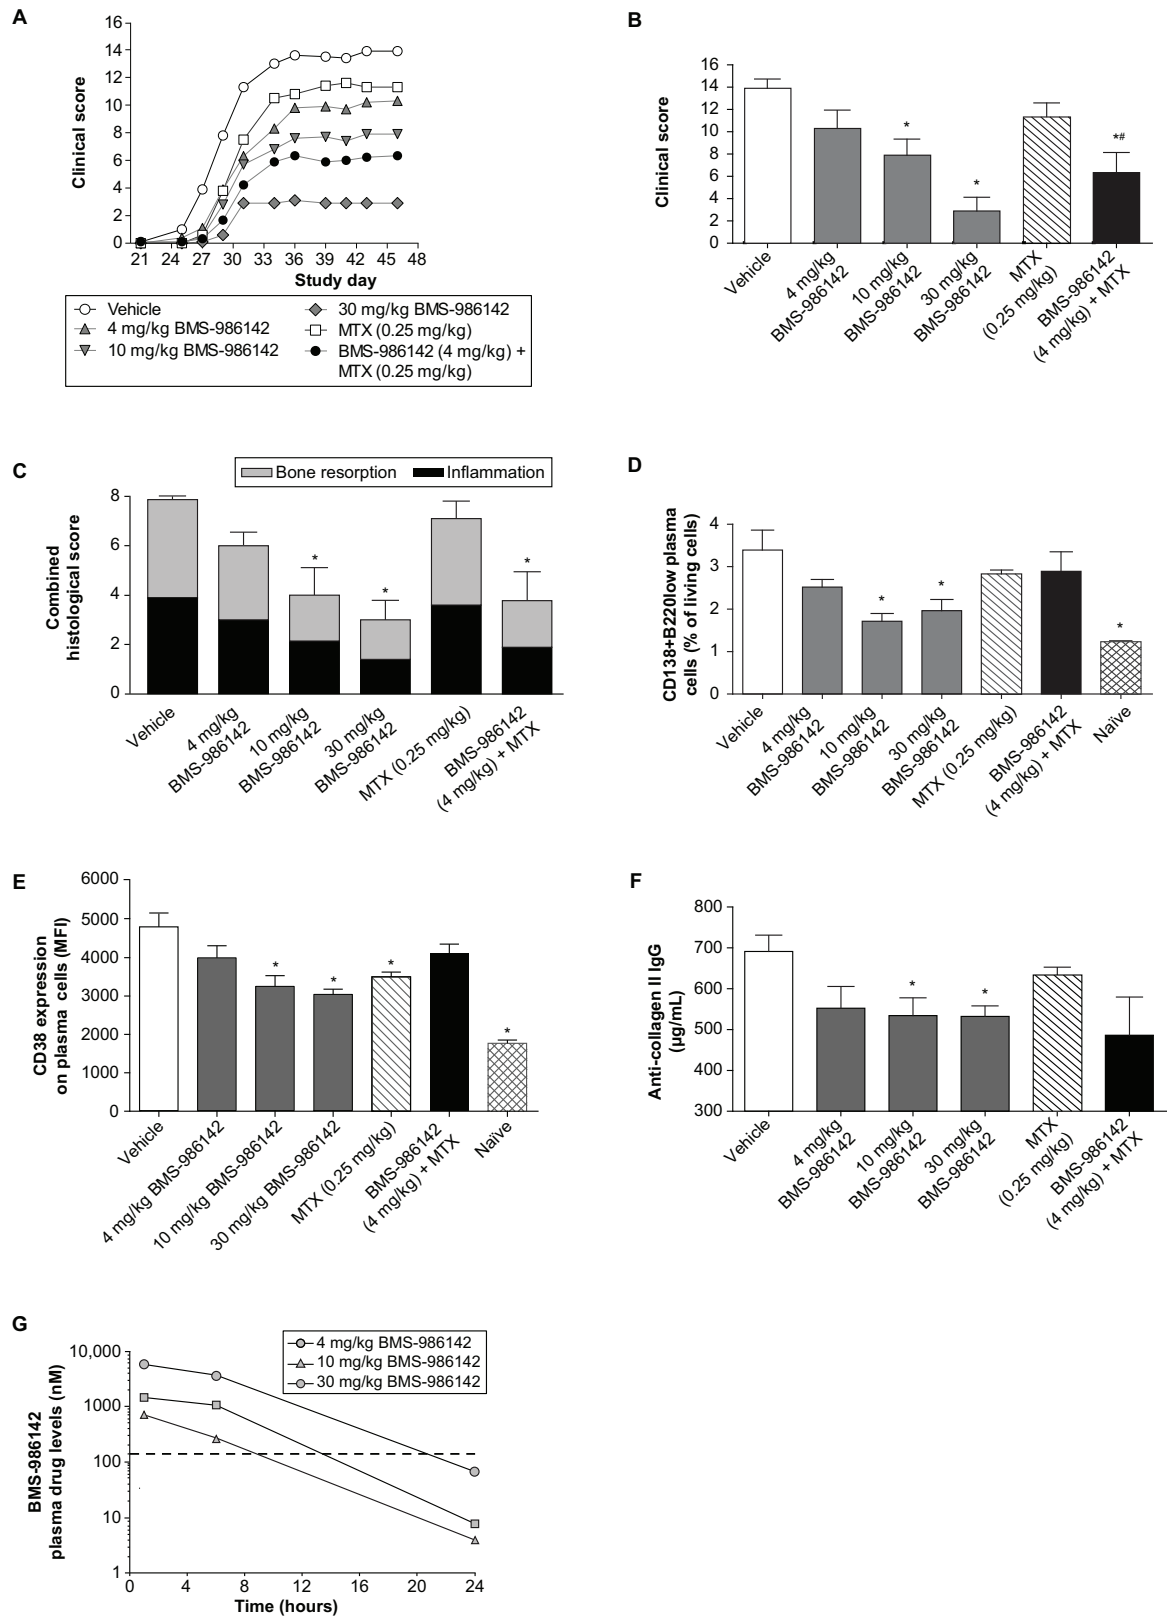 A
Clinical score
16
14
12
10
8
6
4
2
0
21 24 27 30 33 36 39 42 45 48
Study day
Vehicle
4 mg/kg BMS-986142
10 mg/kg BMS-986142
30 mg/kg BMS-986142
MTX (0.25 mg/kg)
BMS-986142 (4 mg/kg) +
MTX (0.25 mg/kg)
B
Clinical score
16
14
12
10
8
6
4
2
0
*
*
*#
Vehicle
4 mg/kg
BMS-986142
10 mg/kg
BMS-986142
30 mg/kg
BMS-986142
MTX
(0.25 mg/kg)
BMS-986142
(4 mg/kg) + MTX
C
Bone resorption
Inflammation
Combined
histological score
8
6
4
2
0
*
*
*
Vehicle
4 mg/kg
BMS-986142
10 mg/kg
BMS-986142
30 mg/kg
BMS-986142
MTX (0.25 mg/kg)
BMS-986142
(4 mg/kg) + MTX
D
CD138+B220low plasma
cells (% of living cells)
4
3
2
1
0
*
*
*
Vehicle
4 mg/kg
BMS-986142
10 mg/kg
BMS-986142
30 mg/kg
BMS-986142
MTX (0.25 mg/kg)
BMS-986142
(4 mg/kg) + MTX
Naïve
E
CD38 expression
on plasma cells (MFI)
6000
5000
4000
3000
2000
1000
0
*
*
*
*
Vehicle
4 mg/kg BMS-986142
10 mg/kg BMS-986142
30 mg/kg BMS-986142
MTX (0.25 mg/kg)
BMS-986142
(4 mg/kg) + MTX
Naïve
F
Anti-collagen II IgG
(µg/mL)
800
700
600
500
400
300
*
*
Vehicle
4 mg/kg
BMS-986142
10 mg/kg
BMS-986142
30 mg/kg
BMS-986142
MTX
(0.25 mg/kg)
BMS-986142
(4 mg/kg) + MTX
G
4 mg/kg BMS-986142
10 mg/kg BMS-986142
30 mg/kg BMS-986142
BMS-986142
plasma drug levels (nM)
10,000
1000
100
10
1
0 4 8 12 16 20 24
Time (hours)